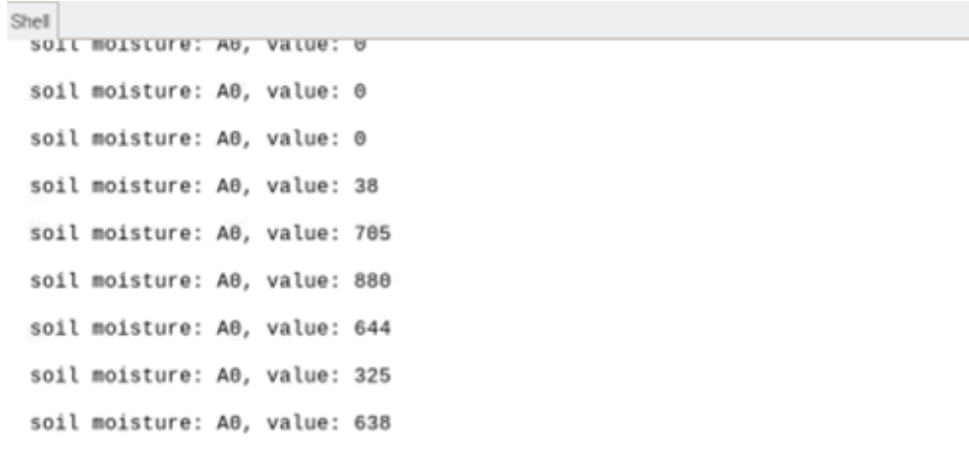 Shell
soil moisture: A0, value: 0
soil moisture: A0, value: 0
soil moisture: A0, value: 0
soil moisture: A0, value: 38
soil moisture: A0, value: 705
soil moisture: A0, value: 880
soil moisture: A0, value: 644
soil moisture: A0, value: 325
soil moisture: A0, value: 638